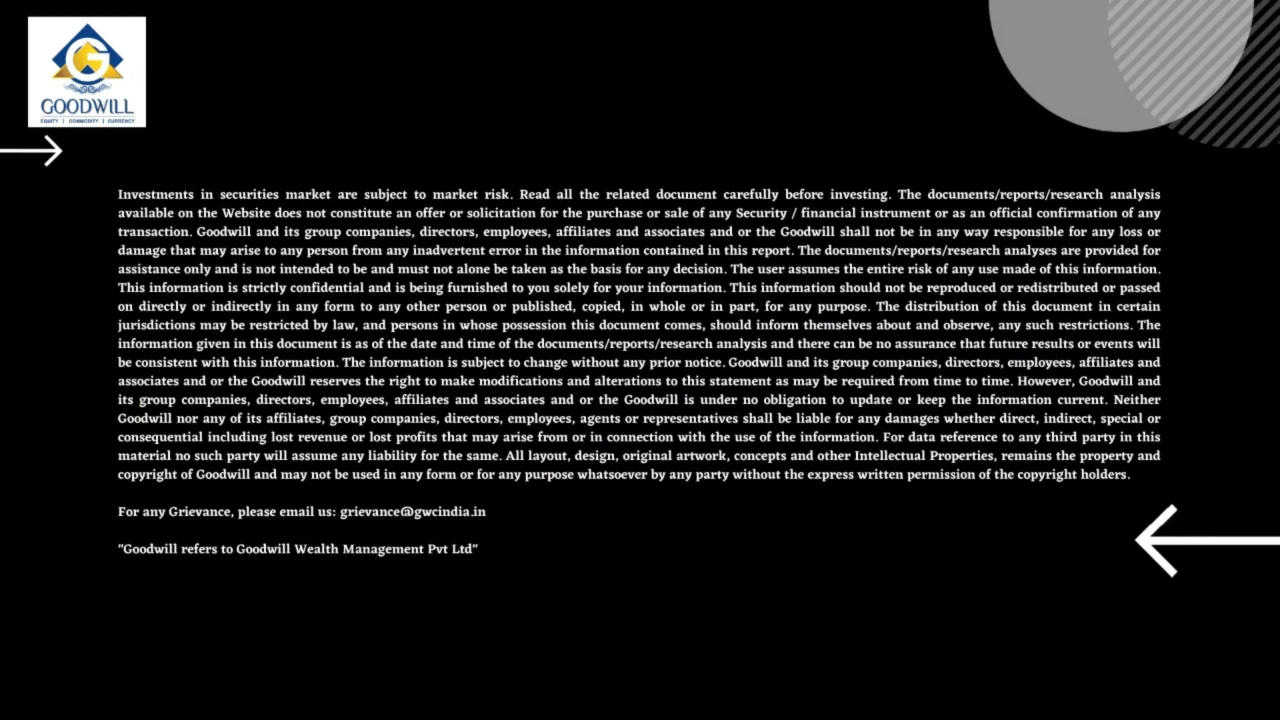 GOODWILL
EQUITY | COMMODITY | CURRENCY
Investments in securities market are subject to market risk. Read all the related document carefully before investing. The documents/reports/research analysis
available on the Website does not constitute an offer or solicitation for the purchase or sale of any Security / financial instrument or as an official confirmation of any
transaction. Goodwill and its group companies, directors, employees, affiliates and associates and or the Goodwill shall not be in any way responsible for any loss or
damage that may arise to any person from any inadvertent error in the information contained in this report. The documents/reports/research analyses are provided for
assistance only and is not intended to be and must not alone be taken as the basis for any decision. The user assumes the entire risk of any use made of this information.
This information is strictly confidential and is being furnished to you solely for your information. This information should not be reproduced or redistributed or passed
on directly or indirectly in any form to any other person or published, copied, in whole or in part, for any purpose. The distribution of this document in certain
jurisdictions may be restricted by law, and persons in whose possession this document comes, should inform themselves about and observe, any such restrictions. The
information given in this document is as of the date and time of the documents/reports/research analysis and there can be no assurance that future results or events will
be consistent with this information. The information is subject to change without any prior notice. Goodwill and its group companies, directors, employees, affiliates and
associates and or the Goodwill reserves the right to make modifications and alterations to this statement as may be required from time to time. However, Goodwill and
its group companies, directors, employees, affiliates and associates and or the Goodwill is under no obligation to update or keep the information current. Neither
Goodwill nor any of its affiliates, group companies, directors, employees, agents or representatives shall be liable for any damages whether direct, indirect, special or
consequential including lost revenue or lost profits that may arise from or in connection with the use of the information. For data reference to any third party in this
material no such party will assume any liability for the same. All layout, design, original artwork, concepts and other Intellectual Properties, remains the property and
copyright of Goodwill and may not be used in any form or for any purpose whatsoever by any party without the express written permission of the copyright holders.
For any Grievance, please email us: grievance@gwcindia.in
"Goodwill refers to Goodwill Wealth Management Pvt Ltd"